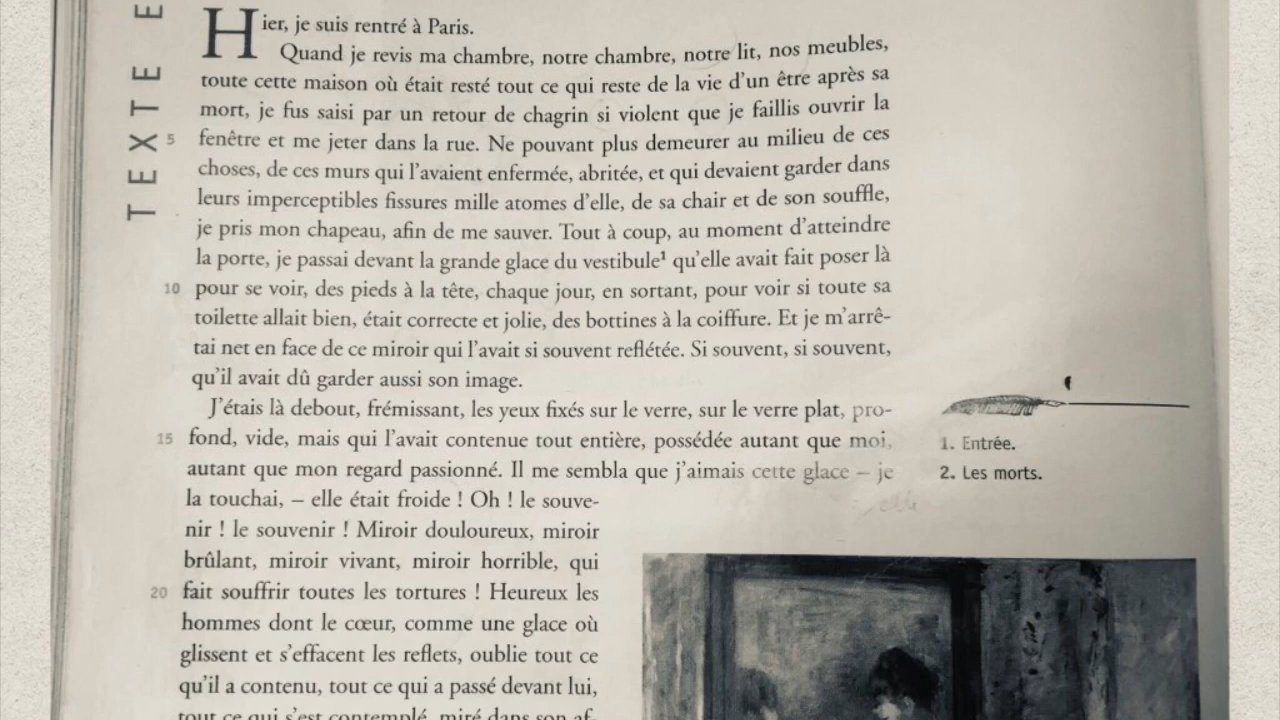 TEXTE E
Hier, je suis rentré à Paris.
Quand je revis ma chambre, notre chambre, notre lit, nos meubles,
toute cette maison où était resté tout ce qui reste de la vie d'un être après sa
mort, je fus saisi par un retour de chagrin si violent que je faillis ouvrir la
5 fenêtre et me jeter dans la rue. Ne pouvant plus demeurer au milieu de ces
choses, de ces murs qui l'avaient enfermée, abritée, et qui devaient garder dans
leurs imperceptibles fissures mille atomes d'elle, de sa chair et de son souffle,
je pris mon chapeau, afin de me sauver. Tout à coup, au moment d'atteindre
la porte, je passai devant la grande glace du vestibule¹ qu'elle avait fait poser là
10 pour se voir, des pieds à la tête, chaque jour, en sortant, pour voir si toute sa
toilette allait bien, était correcte et jolie, des bottines à la coiffure. Et je m'arrê-
tai net en face de ce miroir qui l'avait si souvent reflétée. Si souvent, si souvent,
qu'il avait dû garder aussi son image.
J'étais là debout, frémissant, les yeux fixés sur le verre, sur le verre plat, pro-
15 fond, vide, mais qui l'avait contenue tout entière, possédée autant que moi,
autant que mon regard passionné. Il me sembla que j'aimais cette glace – je
la touchai, – elle était froide ! Oh ! le souve-
nir ! le souvenir ! Miroir douloureux, miroir
brûlant, miroir vivant, miroir horrible, qui
20 fait souffrir toutes les tortures ! Heureux les
hommes dont le cœur, comme une glace où
glissent et s'effacent les reflets, oublie tout ce
qu'il a contenu, tout ce qui a passé devant lui,
tout ce qui s'est contemplé, miré dans son af-
1. Entrée.
2. Les morts.